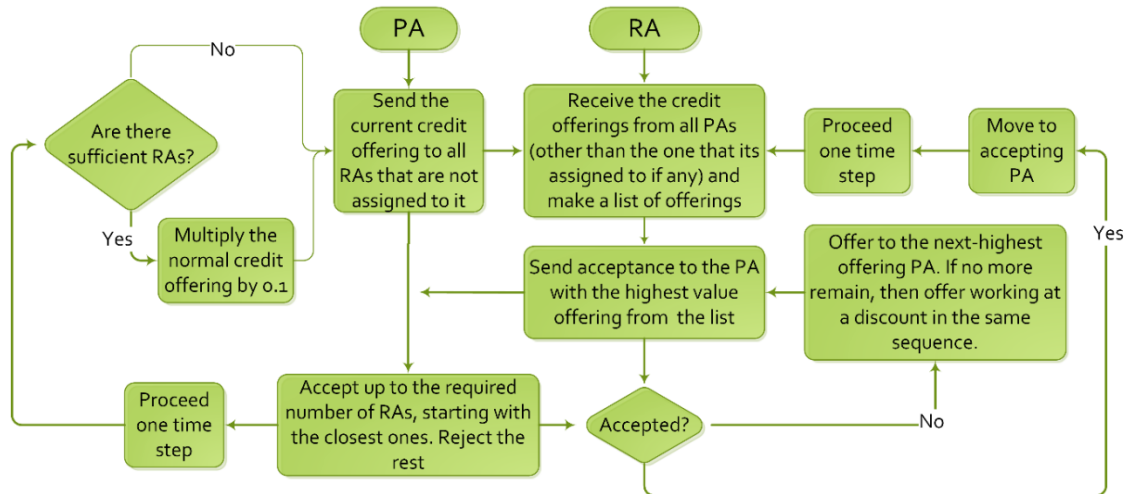 PA
RA
No
Are there
sufficient RAs?
Yes
Multiply the
normal credit
offering by 0.1
Send the
current credit
offering to all
RAs that are not
assigned to it
Receive the credit
offerings from all PAs
(other than the one that its
assigned to if any) and
make a list of offerings
Proceed
one time
step
Move to
accepting
PA
Send acceptance to the PA
with the highest value
offering from the list
Offer to the next-highest
offering PA. If no more
remain, then offer working at
a discount in the same
sequence.
Yes
Proceed
one time
step
Accept up to the required
number of RAs, starting with
the closest ones. Reject the
rest
Accepted?
No